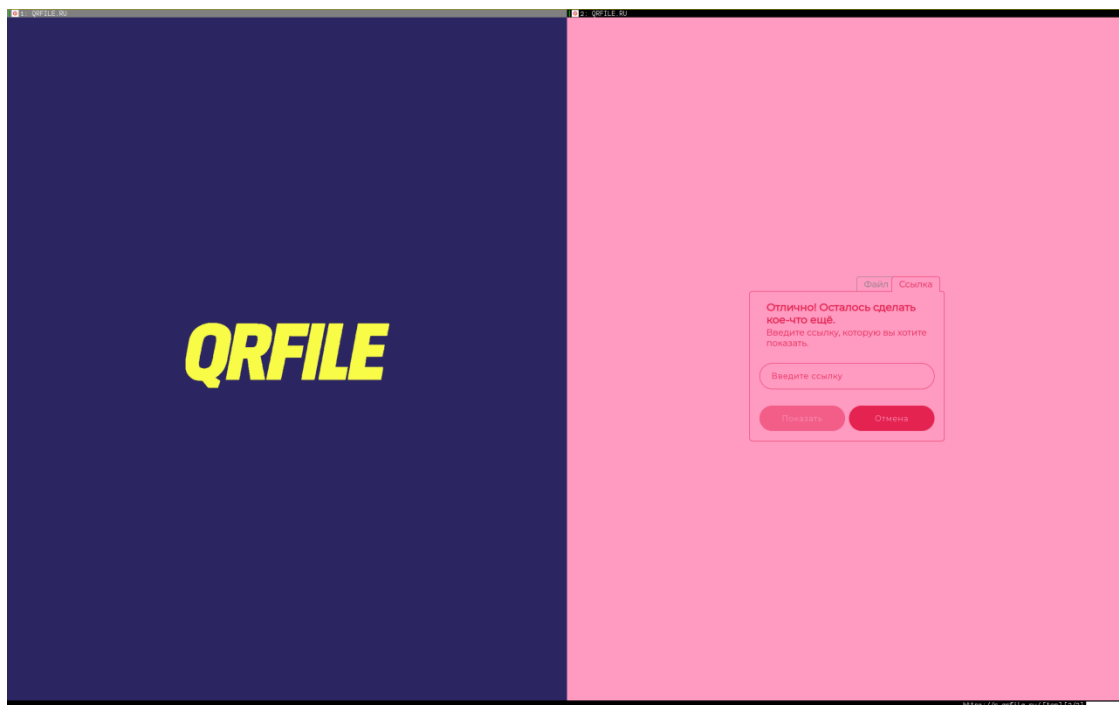 1: QRFILE.RU
2: QRFILE.RU
QRFILE
Файл
Ссылка
Отлично! Осталось сделать
кое-что ещё.
Введите ссылку, которую вы хотите
показать.
Введите ссылку
Показать
Отмена